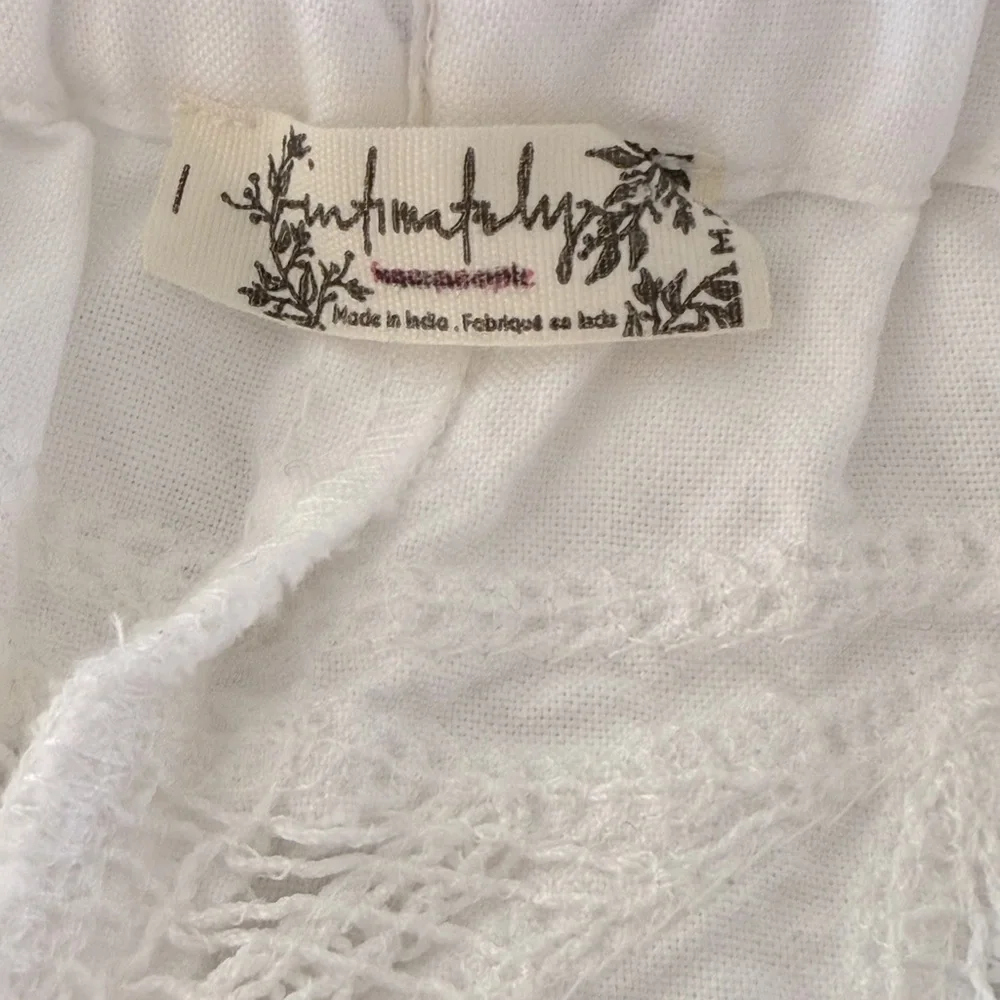 intimately
Made in India . Fabriqué en Inde
M